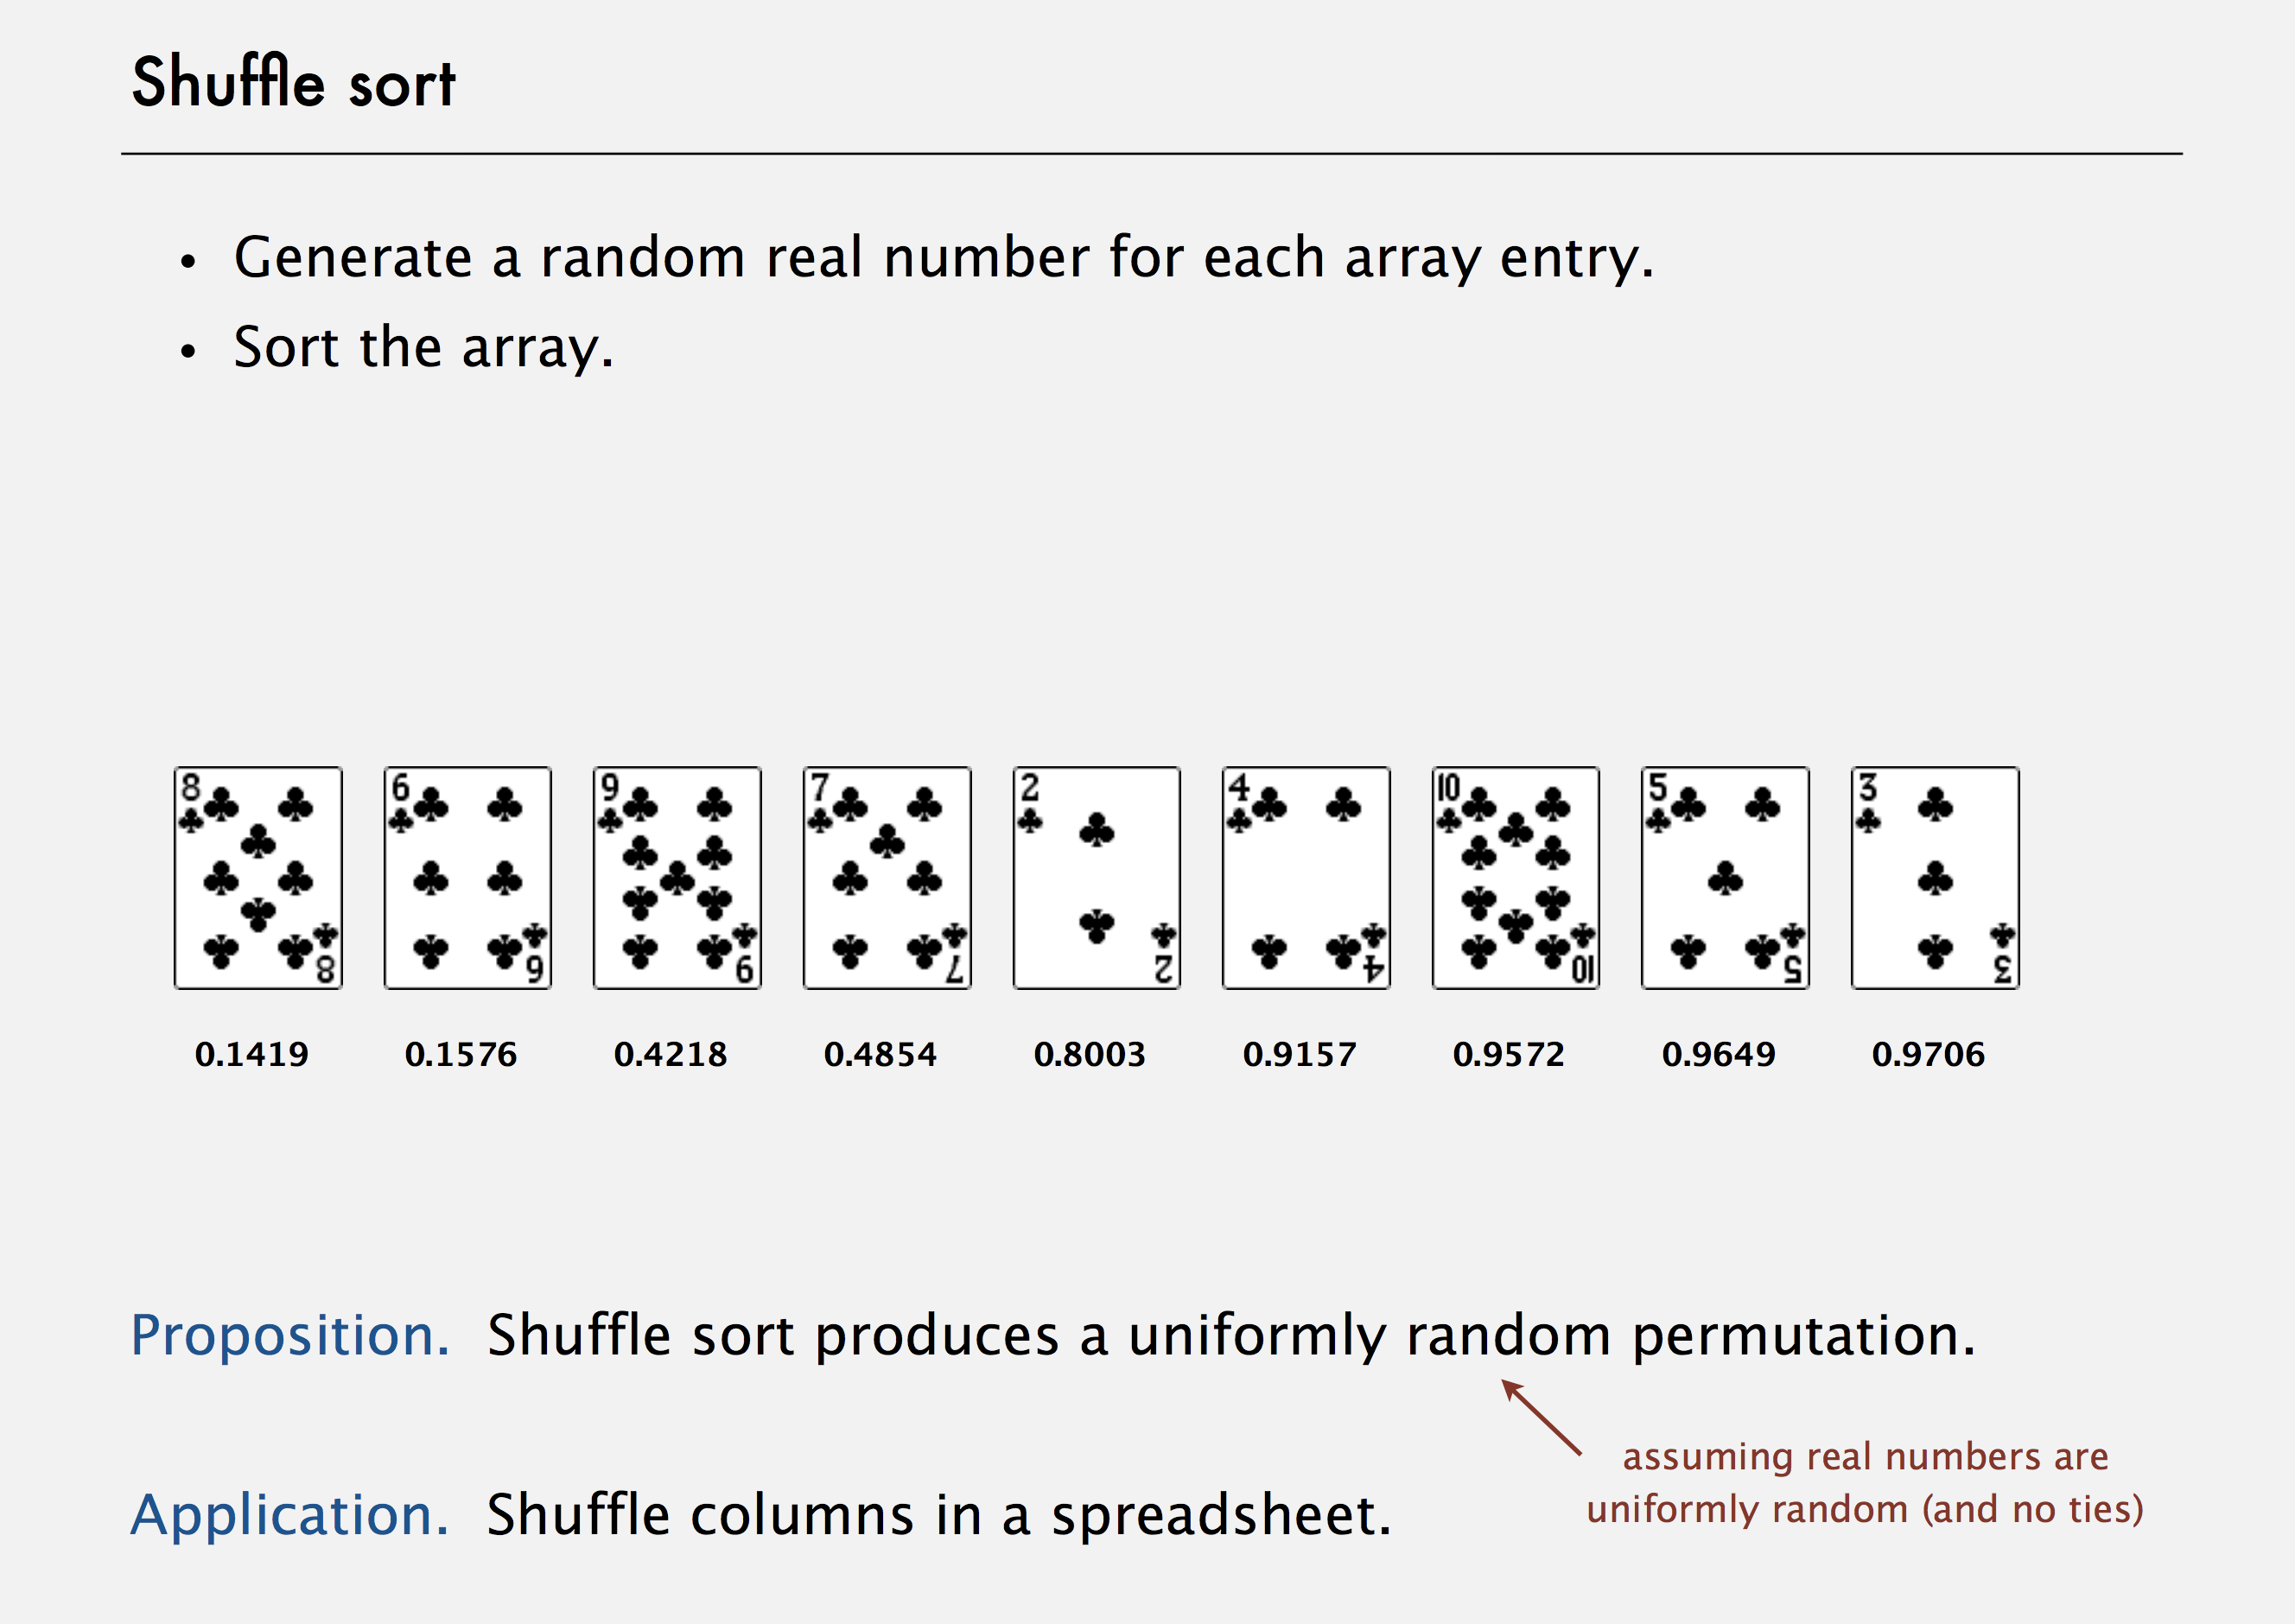 Shuffle sort
• Generate a random real number for each array entry.
• Sort the array.
8 6 9 7 2 4 10 5 3
8 6 9 7 2 4 10 5 3
0.1419 0.1576 0.4218 0.4854 0.8003 0.9157 0.9572 0.9649 0.9706
Proposition. Shuffle sort produces a uniformly random permutation.
assuming real numbers are
uniformly random (and no ties)
Application. Shuffle columns in a spreadsheet.